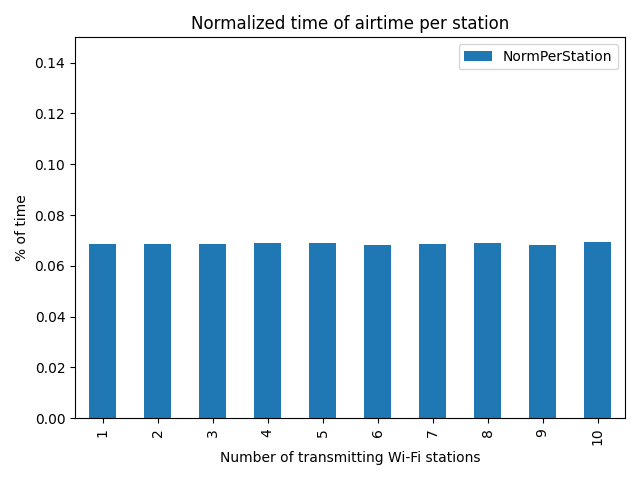 Normalized time of airtime per station
NormPerStation
% of time
0.14
0.12
0.10
0.08
0.06
0.04
0.02
0.00
1 2 3 4 5 6 7 8 9 10
Number of transmitting Wi-Fi stations